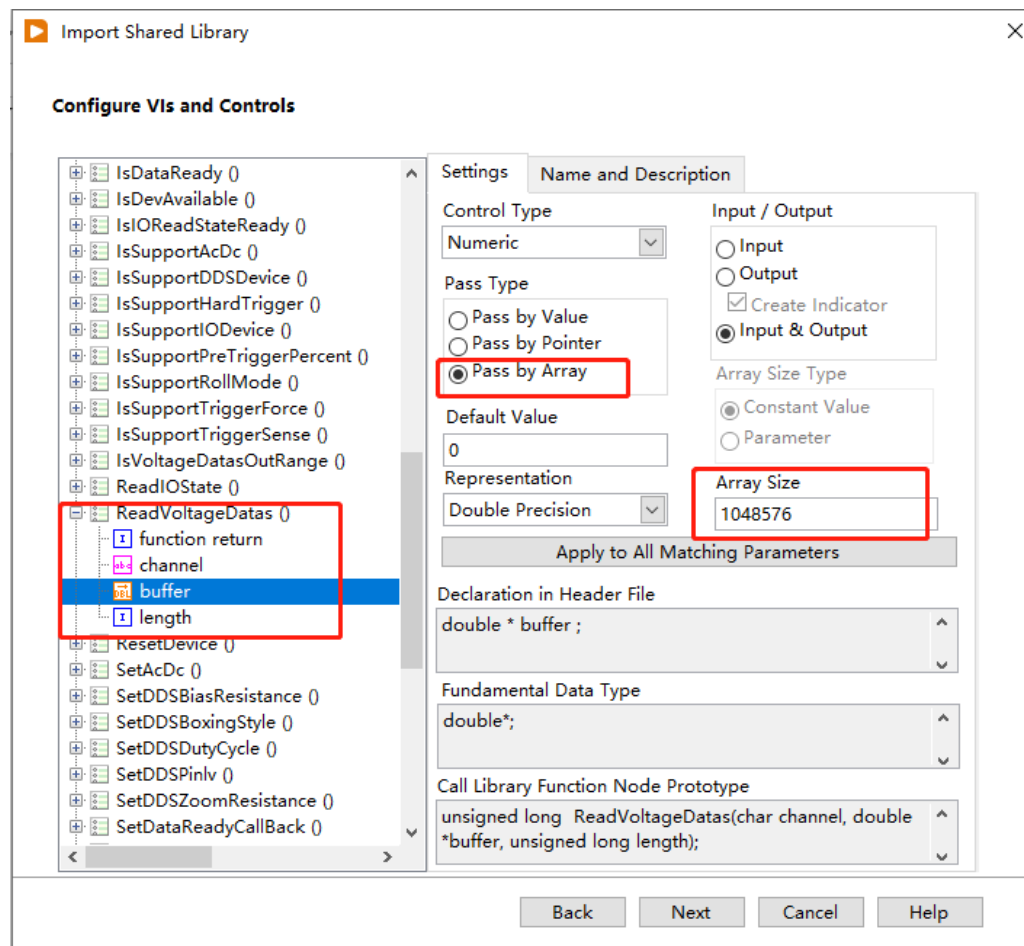 Import Shared Library
Configure VIs and Controls
IsDataReady ()
IsDevAvailable ()
IsIOReadStateReady ()
IsSupportAcDc ()
IsSupportDDSDevice ()
IsSupportHardTrigger ()
IsSupportIODevice ()
IsSupportPreTriggerPercent ()
IsSupportRollMode ()
IsSupportTriggerForce ()
IsSupportTriggerSense ()
IsVoltageDatasOutRange ()
ReadIOState ()
ReadVoltageDatas ()
function return
abc channel
DBL buffer
length
ResetDevice ()
SetAcDc ()
SetDDSBiasResistance ()
SetDDSBoxingStyle ()
SetDDSDutyCycle ()
SetDDSPinlv ()
SetDDSZoomResistance ()
SetDataReadyCallBack ()
Settings
Name and Description
Control Type
Numeric
Pass Type
Pass by Value
Pass by Pointer
Pass by Array
Default Value
0
Representation
Double Precision
Input / Output
Input
Output
Create Indicator
Input & Output
Array Size Type
Constant Value
Parameter
Array Size
1048576
Apply to All Matching Parameters
Declaration in Header File
double * buffer ;
Fundamental Data Type
double*;
Call Library Function Node Prototype
unsigned long ReadVoltageDatas(char channel, double
*buffer, unsigned long length);
Back
Next
Cancel
Help